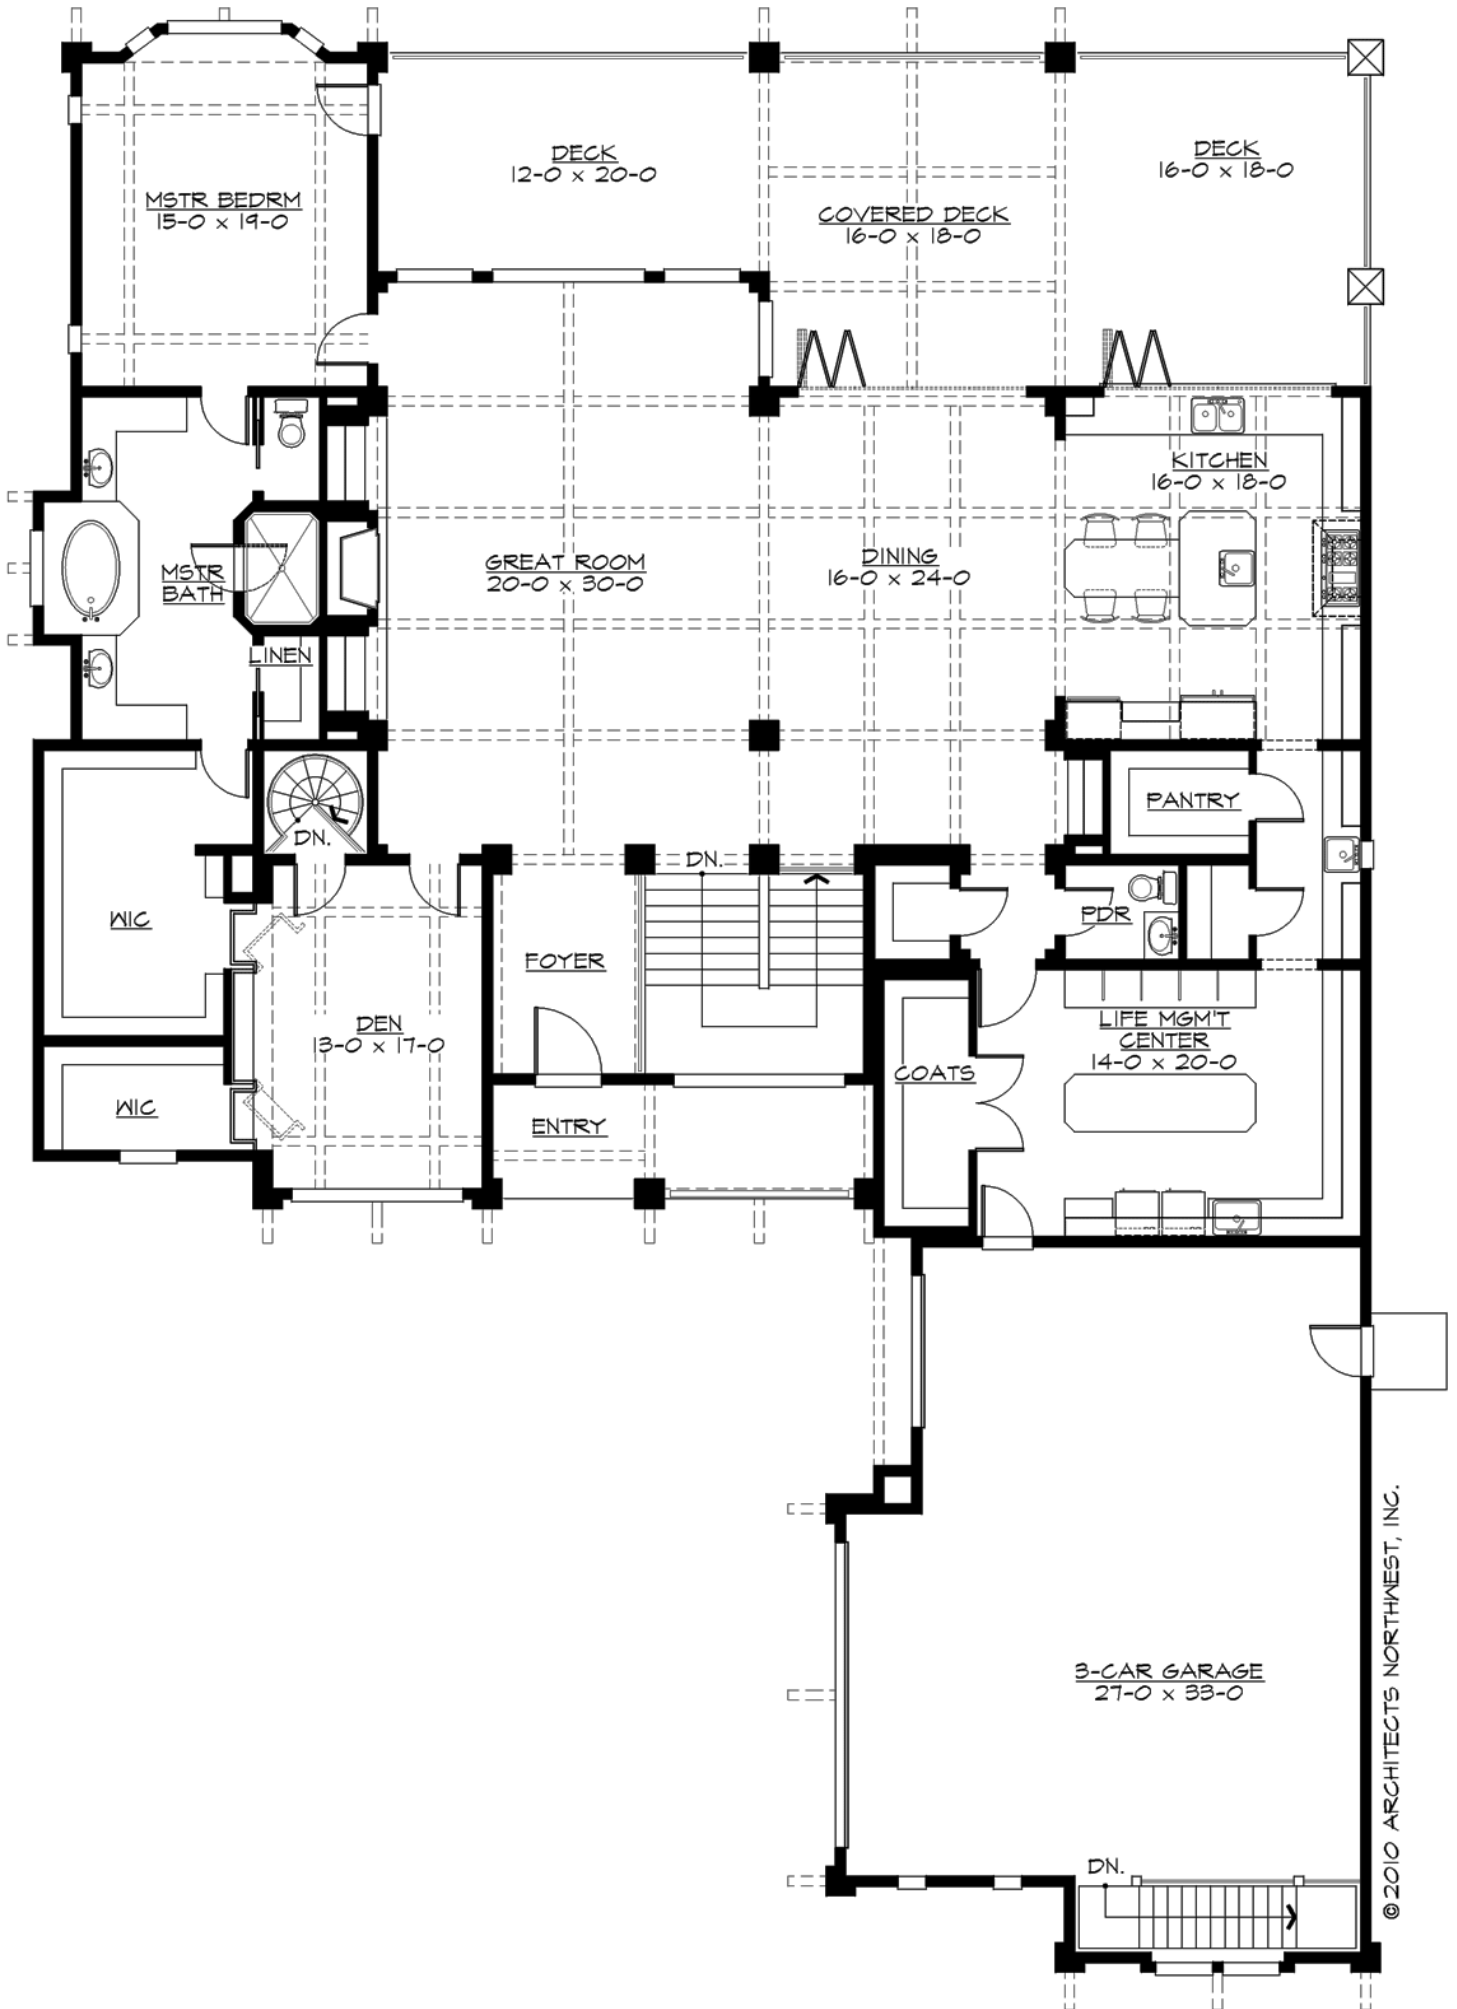 DECK
12-0 x 20-0
DECK
16-0 x 18-0
MSTR BEDRM
15-0 x 19-0
COVERED DECK
16-0 x 18-0
KITCHEN
16-0 x 18-0
GREAT ROOM
20-0 x 30-0
DINING
16-0 x 24-0
MSTR
BATH
LINEN
PANTRY
DN.
DN.
WIC
PDR
FOYER
DEN
13-0 x 17-0
LIFE MGM'T
CENTER
14-0 x 20-0
COATS
WIC
ENTRY
3-CAR GARAGE
27-0 x 33-0
DN.
©2010 ARCHITECTS NORTHWEST, INC.